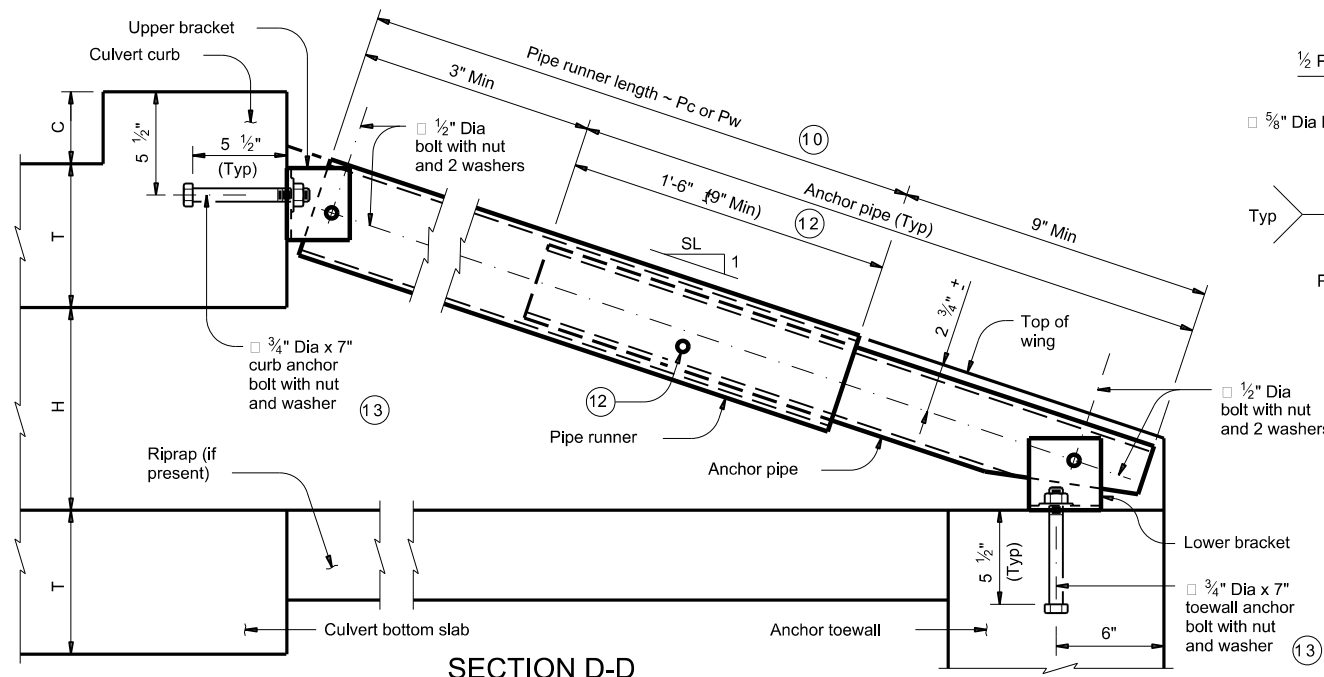 Upper bracket
Culvert curb
Pipe runner length ~ Pc or Pw
3" Min
10
½ F
□ ½" Dia
bolt with nut
and 2 washers
□ ⅝" Dia
C
5 ½"
5 ½"
(Typ)
1'-6"
(9" Min)
12
Anchor pipe (Typ)
9" Min
Typ
SL
1
T
2 ¾" ±
Top of
wing
□ ¾" Dia x 7"
curb anchor
bolt with nut
and washer
13
12
□ ½" Dia
bolt with nut
and 2 washers
H
Pipe runner
Anchor pipe
Riprap (if
present)
T
5 ½"
(Typ)
Lower bracket
□ ¾" Dia x 7"
toewall anchor
bolt with nut
and washer
13
Culvert bottom slab
Anchor toewall
6"
SECTION D-D